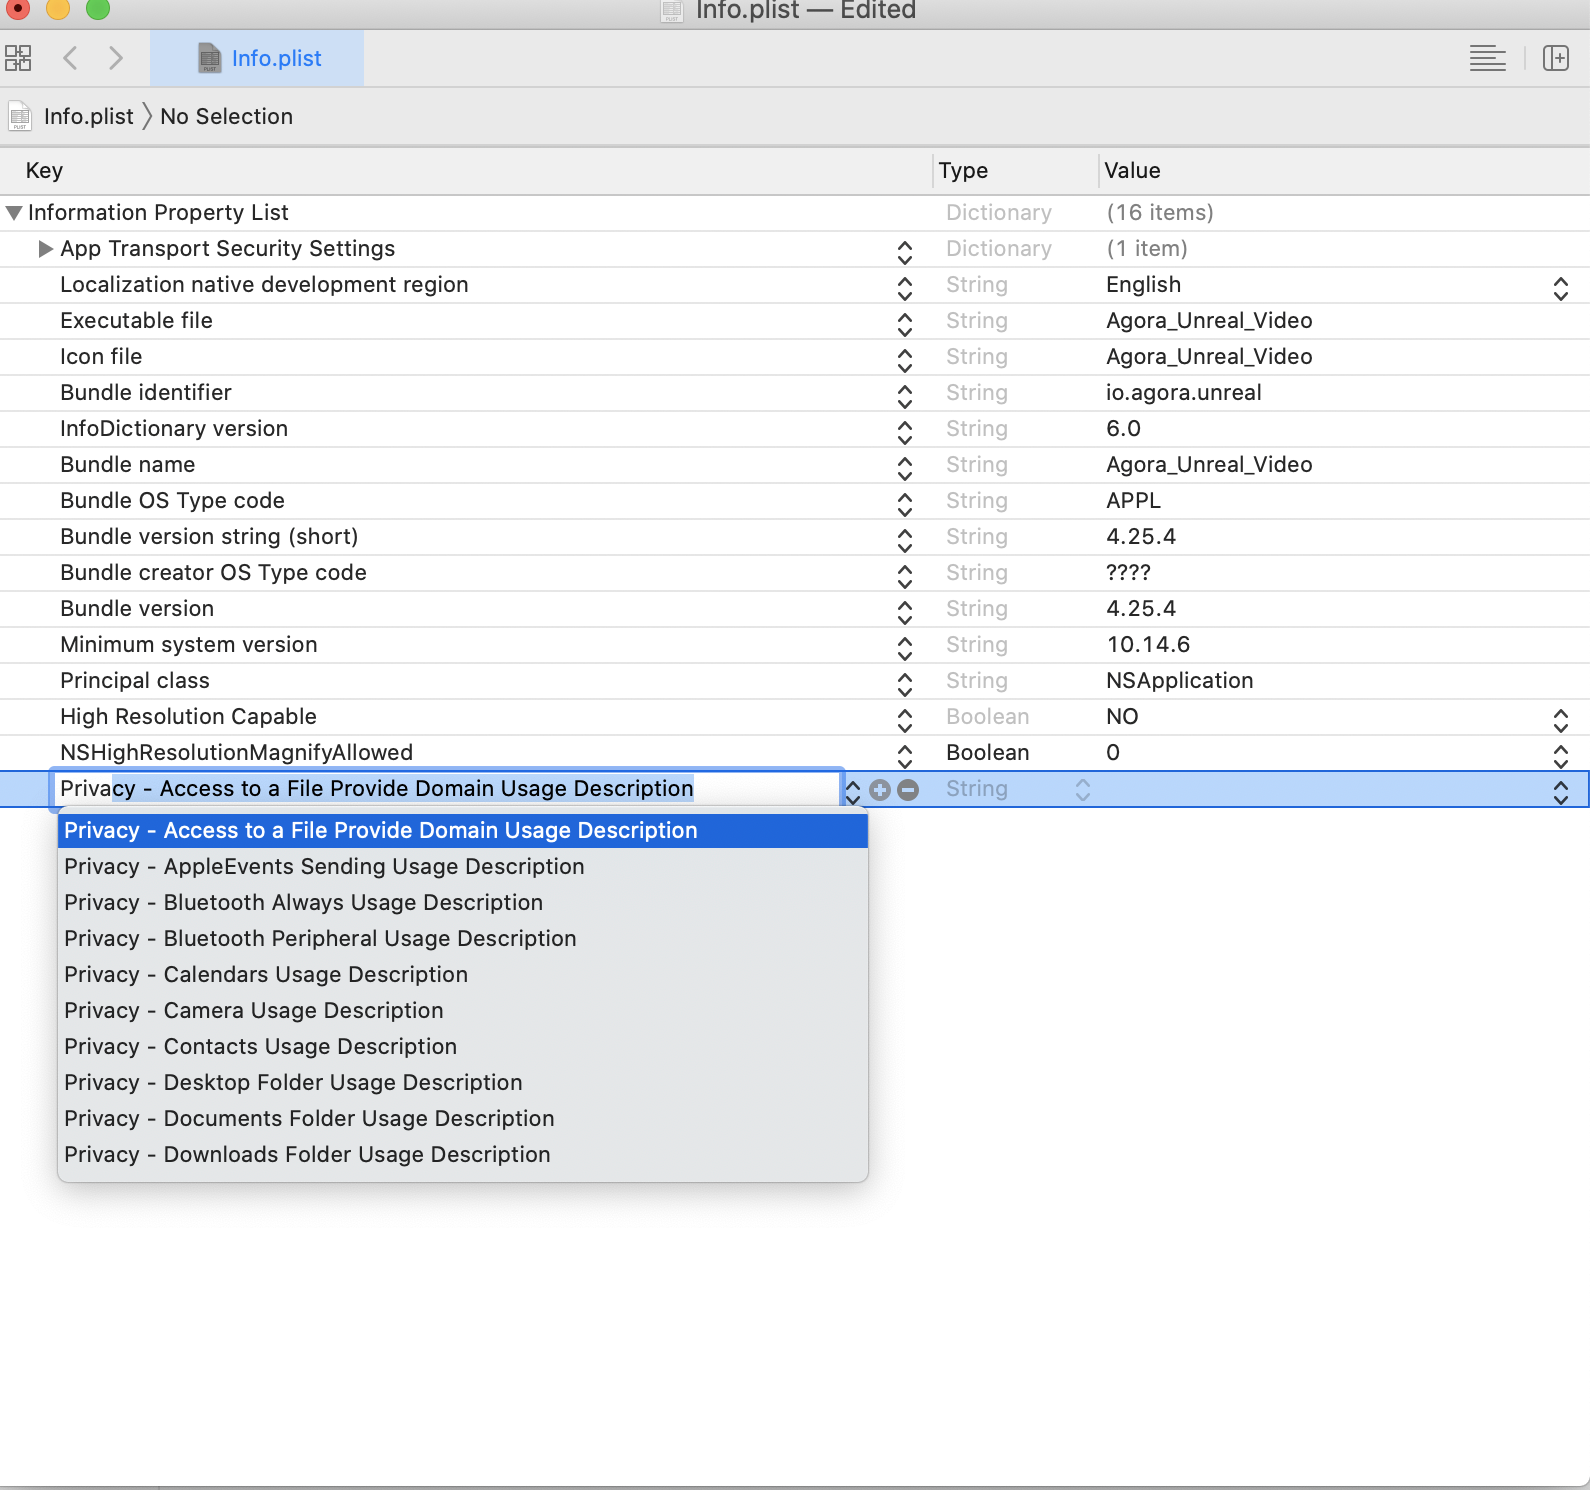 Info.plist — Edited
Info.plist
Info.plist 〉 No Selection
Key Type Value
Information Property List Dictionary (16 items)
App Transport Security Settings Dictionary (1 item)
Localization native development region String English
Executable file String Agora_Unreal_Video
Icon file String Agora_Unreal_Video
Bundle identifier String io.agora.unreal
InfoDictionary version String 6.0
Bundle name String Agora_Unreal_Video
Bundle OS Type code String APPL
Bundle version string (short) String 4.25.4
Bundle creator OS Type code String ????
Bundle version String 4.25.4
Minimum system version String 10.14.6
Principal class String NSApplication
High Resolution Capable Boolean NO
NSHighResolutionMagnifyAllowed Boolean 0
Privacy - Access to a File Provide Domain Usage Description String
Privacy - Access to a File Provide Domain Usage Description
Privacy - AppleEvents Sending Usage Description
Privacy - Bluetooth Always Usage Description
Privacy - Bluetooth Peripheral Usage Description
Privacy - Calendars Usage Description
Privacy - Camera Usage Description
Privacy - Contacts Usage Description
Privacy - Desktop Folder Usage Description
Privacy - Documents Folder Usage Description
Privacy - Downloads Folder Usage Description